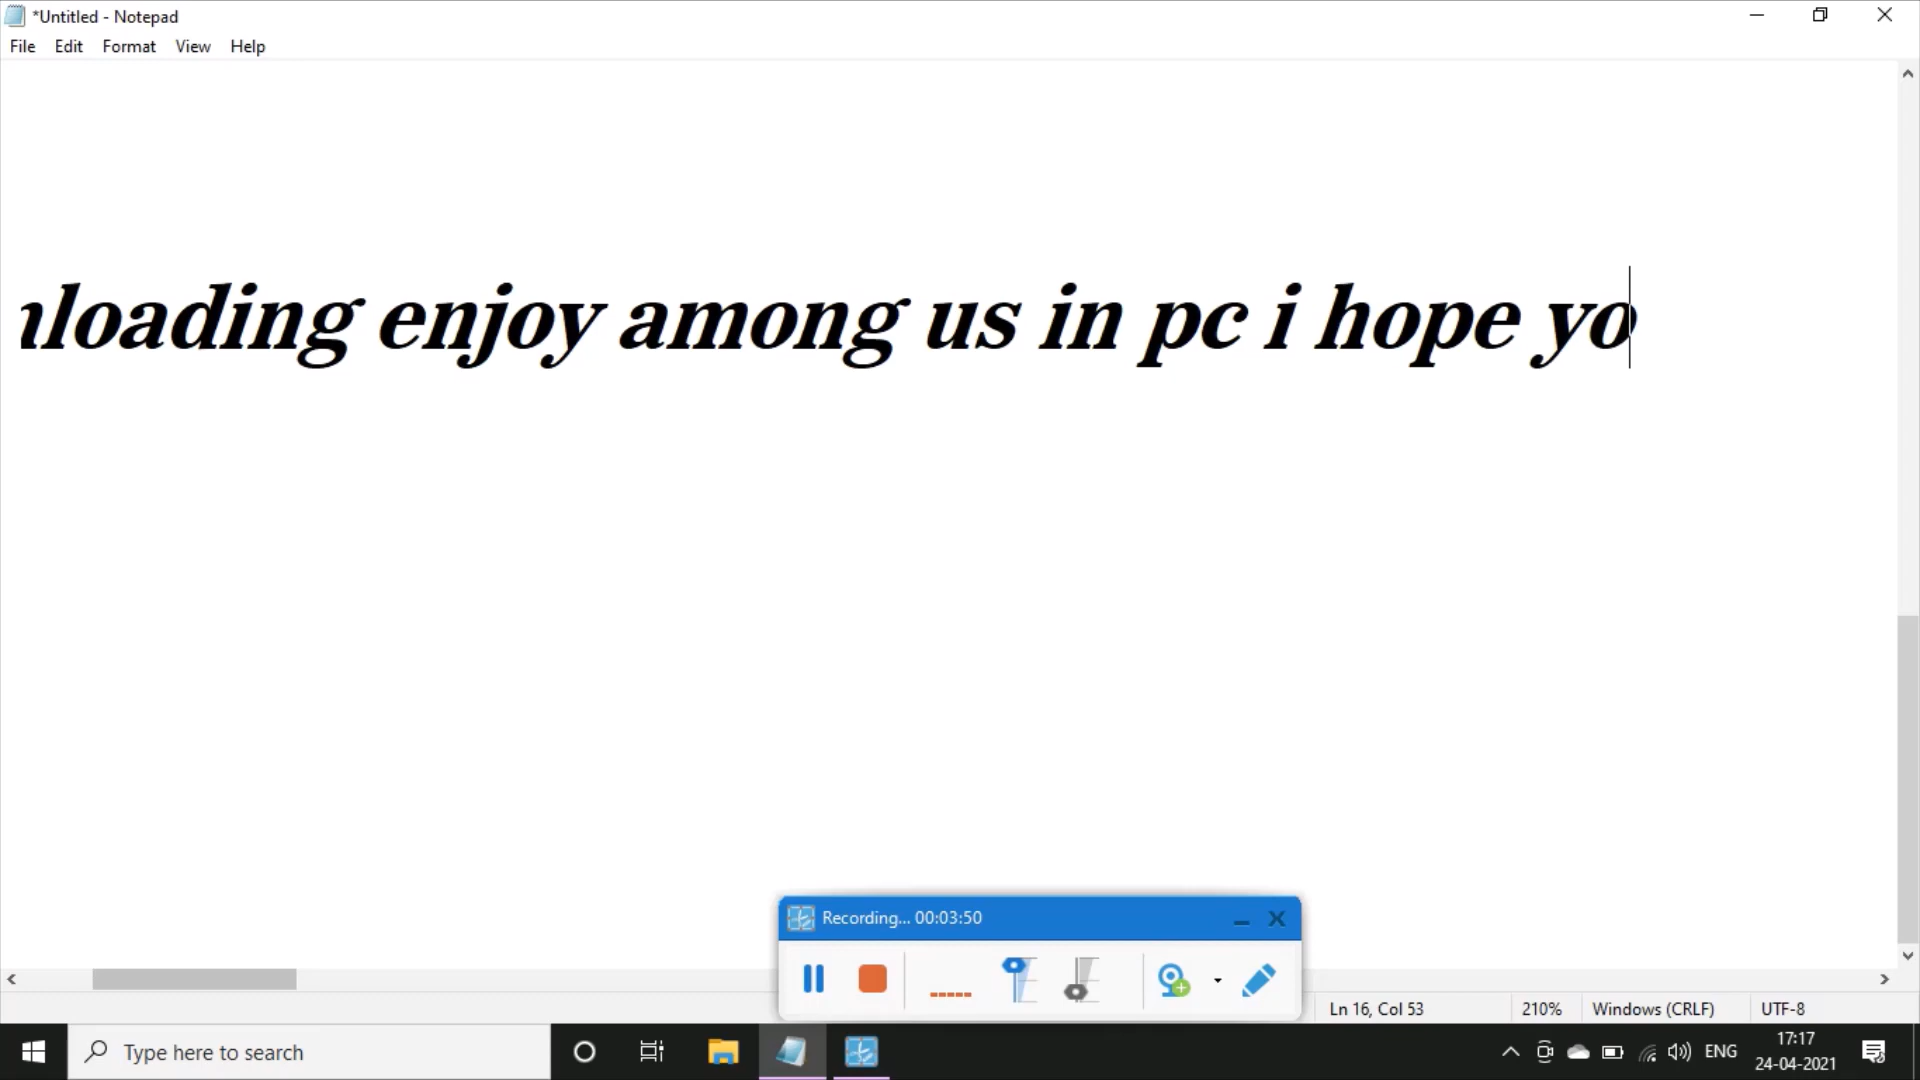 *Untitled - Notepad
File Edit Format View Help
nloading enjoy among us in pc i hope yo
Recording... 00:03:50
Ln 16, Col 53 210% Windows (CRLF) UTF-8
Type here to search
ENG
17:17
24-04-2021